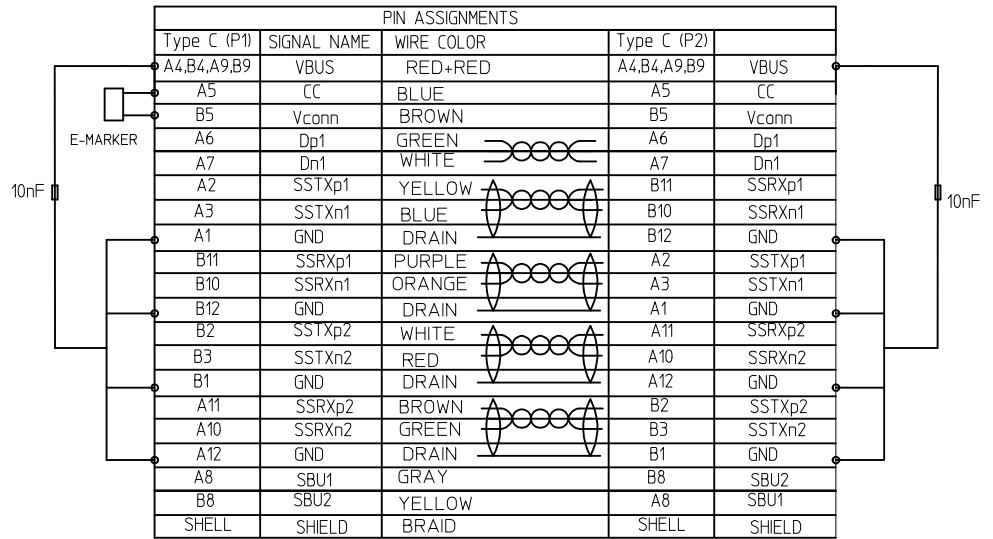 PIN ASSIGNMENTS
Type C (P1) SIGNAL NAME WIRE COLOR Type C (P2)
A4,B4,A9,B9 VBUS RED+RED A4,B4,A9,B9 VBUS
A5 CC BLUE A5 CC
B5 Vconn BROWN B5 Vconn
E-MARKER A6 Dp1 GREEN A6 Dp1
A7 Dn1 WHITE A7 Dn1
10nF A2 SSTXp1 YELLOW B11 SSRXp1 10nF
A3 SSTXn1 BLUE B10 SSRXn1
A1 GND DRAIN B12 GND
B11 SSRXp1 PURPLE A2 SSTXp1
B10 SSRXn1 ORANGE A3 SSTXn1
B12 GND DRAIN A1 GND
B2 SSTXp2 WHITE A11 SSRXp2
B3 SSTXn2 RED A10 SSRXn2
B1 GND DRAIN A12 GND
A11 SSRXp2 BROWN B2 SSTXp2
A10 SSRXn2 GREEN B3 SSTXn2
A12 GND DRAIN B1 GND
A8 SBU1 GRAY B8 SBU2
B8 SBU2 YELLOW A8 SBU1
SHELL SHIELD BRAID SHELL SHIELD